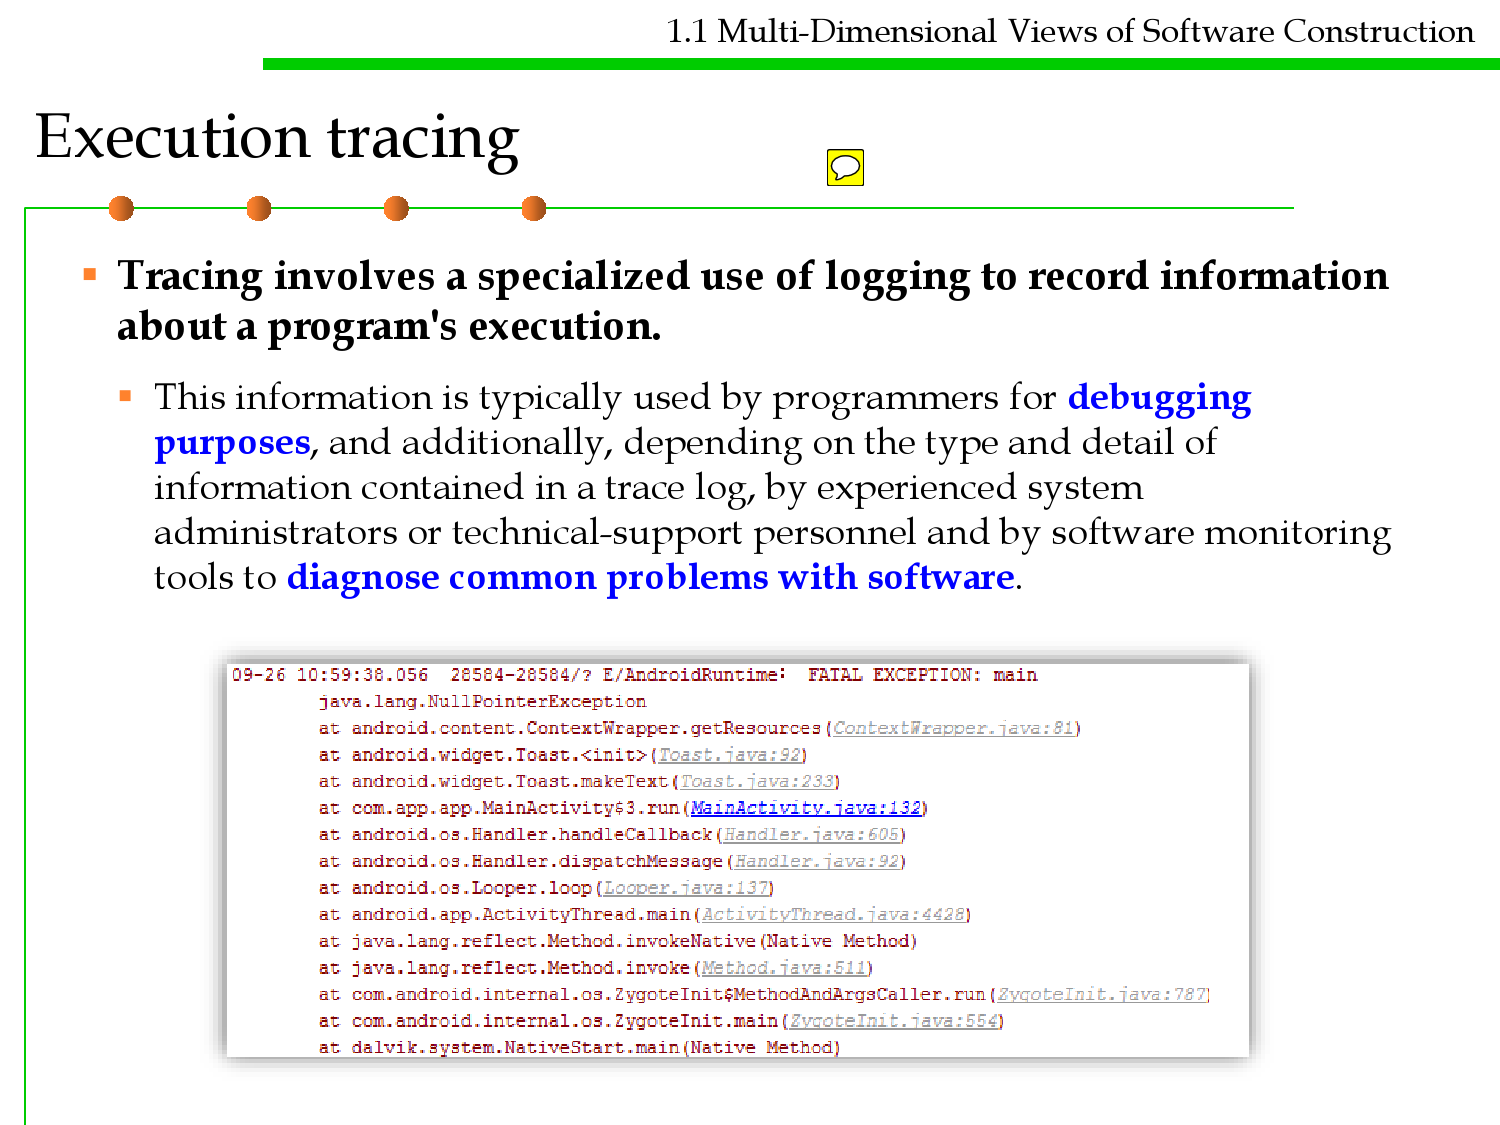 1.1 Multi-Dimensional Views of Software Construction
Execution tracing
Tracing involves a specialized use of logging to record information
about a program's execution.
This information is typically used by programmers for debugging
purposes, and additionally, depending on the type and detail of
information contained in a trace log, by experienced system
administrators or technical-support personnel and by software monitoring
tools to diagnose common problems with software.
09-26 10:59:38.056 28584-28584/? E/AndroidRuntime: FATAL EXCEPTION: main
java.lang.NullPointerException
at android.content.ContextWrapper.getResources(ContextWrapper.java:81)
at android.widget.Toast.<init>(Toast.java:92)
at android.widget.Toast.makeText(Toast.java:233)
at com.app.app.MainActivity$3.run(MainActivity.java:132)
at android.os.Handler.handleCallback(Handler.java:605)
at android.os.Handler.dispatchMessage(Handler.java:92)
at android.os.Looper.loop(Looper.java:137)
at android.app.ActivityThread.main(ActivityThread.java:4428)
at java.lang.reflect.Method.invokeNative(Native Method)
at java.lang.reflect.Method.invoke(Method.java:511)
at com.android.internal.os.ZygoteInit$MethodAndArgsCaller.run(ZygoteInit.java:787)
at com.android.internal.os.ZygoteInit.main(ZygoteInit.java:554)
at dalvik.system.NativeStart.main(Native Method)